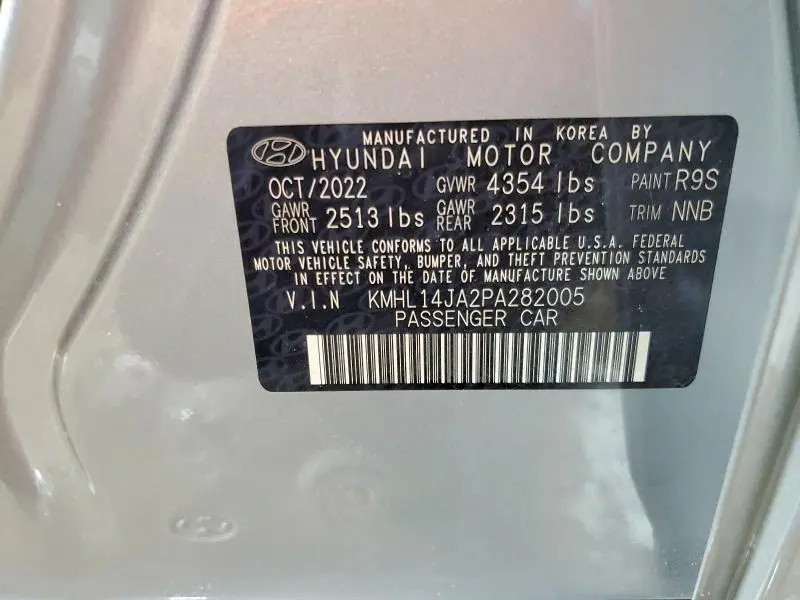 MANUFACTURED IN KOREA BY
HYUNDAI MOTOR COMPANY
OCT/2022 GVWR 4354 lbs PAINT R9S
GAWR FRONT 2513 lbs GAWR REAR 2315 lbs TRIM NNB
THIS VEHICLE CONFORMS TO ALL APPLICABLE U.S.A. FEDERAL
MOTOR VEHICLE SAFETY, BUMPER, AND THEFT PREVENTION STANDARDS
IN EFFECT ON THE DATE OF MANUFACTURE SHOWN ABOVE
V.I.N KMHL14JA2PA282005
PASSENGER CAR